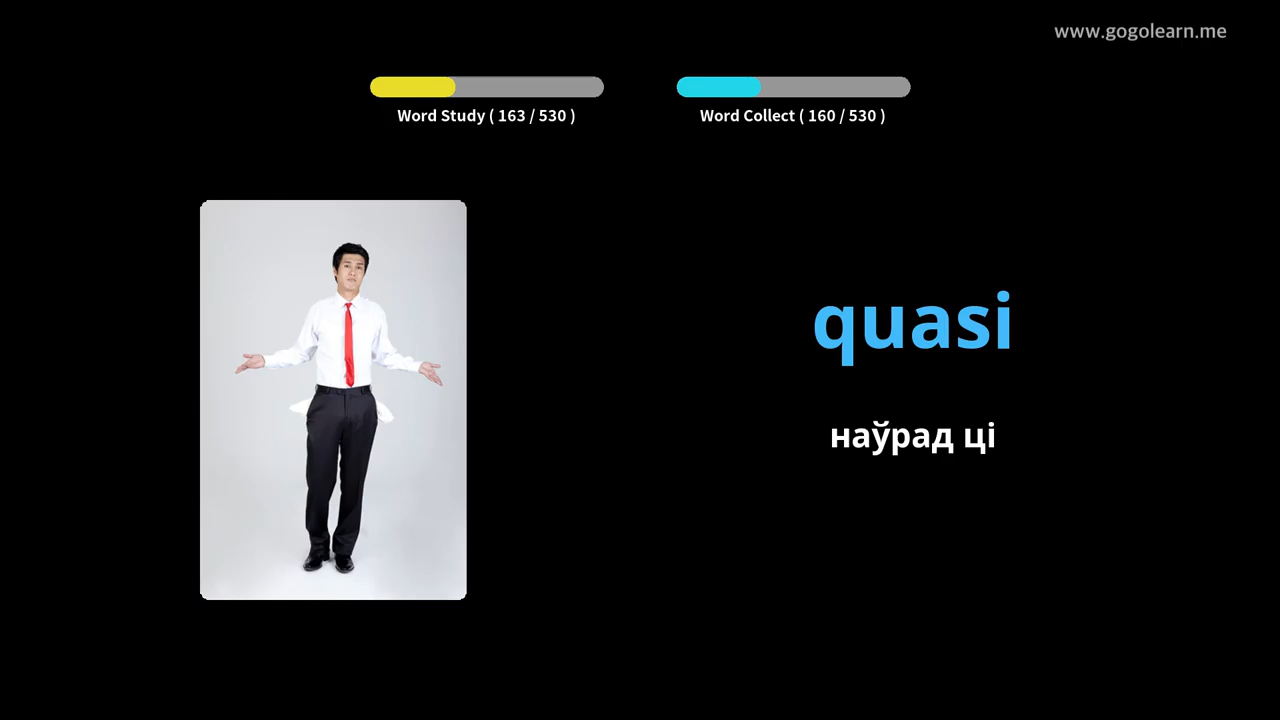 www.gogolearn.me
Word Study ( 163 / 530 )
Word Collect ( 160 / 530 )
quasi
наўрад ці